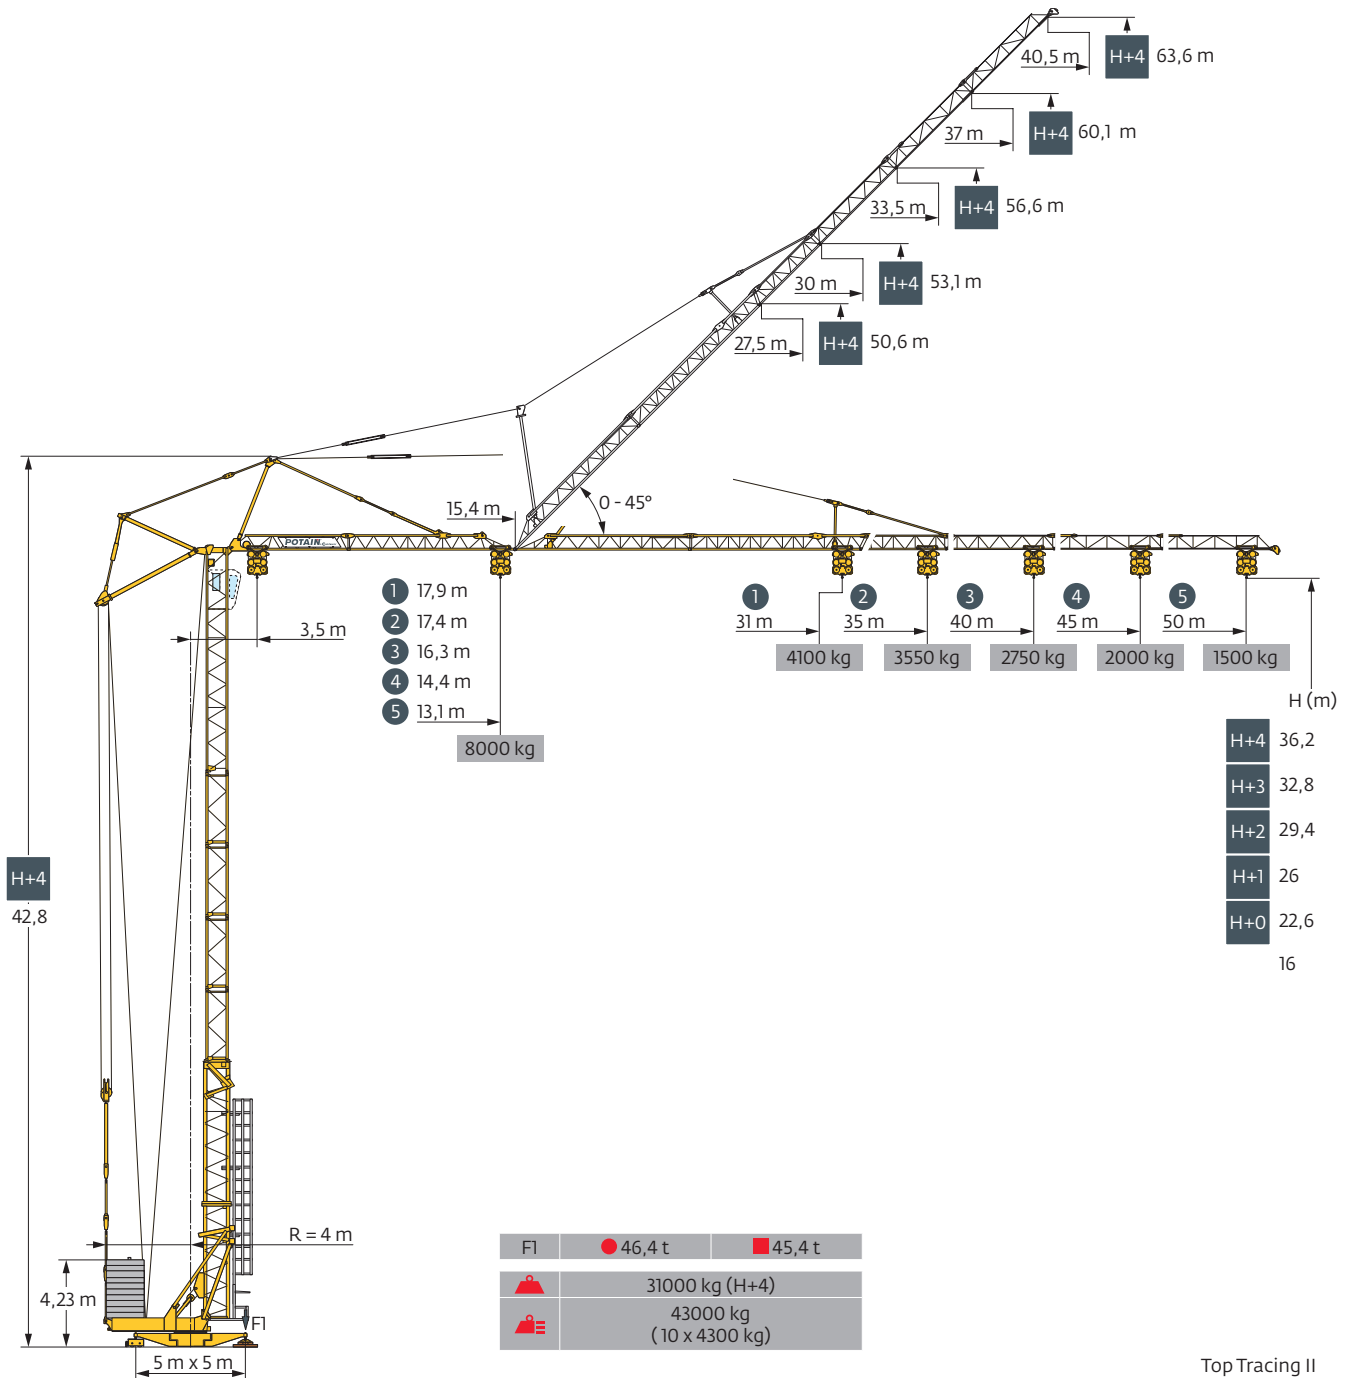 40,5 m
H+4 63,6 m
37 m
H+4 60,1 m
33,5 m
H+4 56,6 m
30 m
H+4 53,1 m
27,5 m
H+4 50,6 m
15,4 m
0 - 45°
POTAIN
3,5 m
1 17,9 m
2 17,4 m
3 16,3 m
4 14,4 m
5 13,1 m
8000 kg
1 2 3 4 5
31 m 35 m 40 m 45 m 50 m
4100 kg 3550 kg 2750 kg 2000 kg 1500 kg
H (m)
H+4 36,2
H+3 32,8
H+2 29,4
H+1 26
H+0 22,6
16
H+4
42,8
R = 4 m
4,23 m
F1
5 m x 5 m
F1 46,4 t 45,4 t
31000 kg (H+4)
43000 kg
(10 x 4300 kg)
Top Tracing II